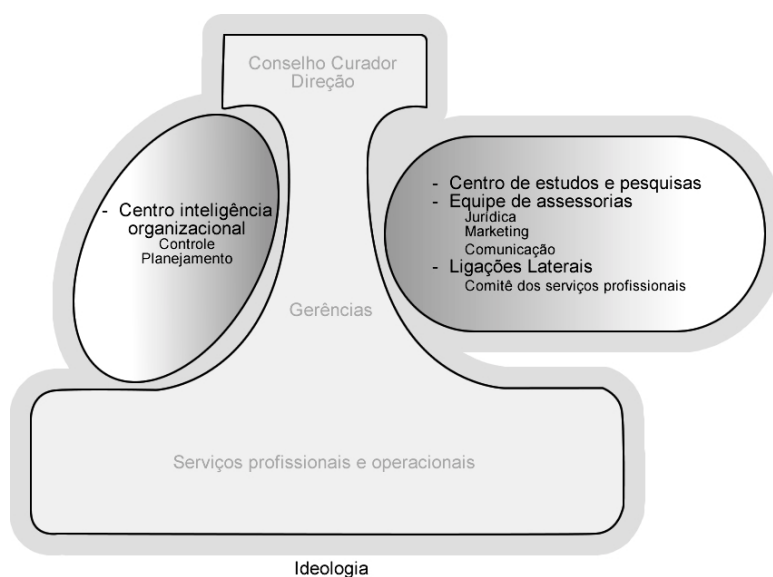 Conselho Curador
Direção
- Centro inteligência
organizacional
Controle
Planejamento
- Centro de estudos e pesquisas
- Equipe de assessorias
Jurídica
Marketing
Comunicação
- Ligações Laterais
Comitê dos serviços profissionais
Gerências
Serviços profissionais e operacionais
Ideologia